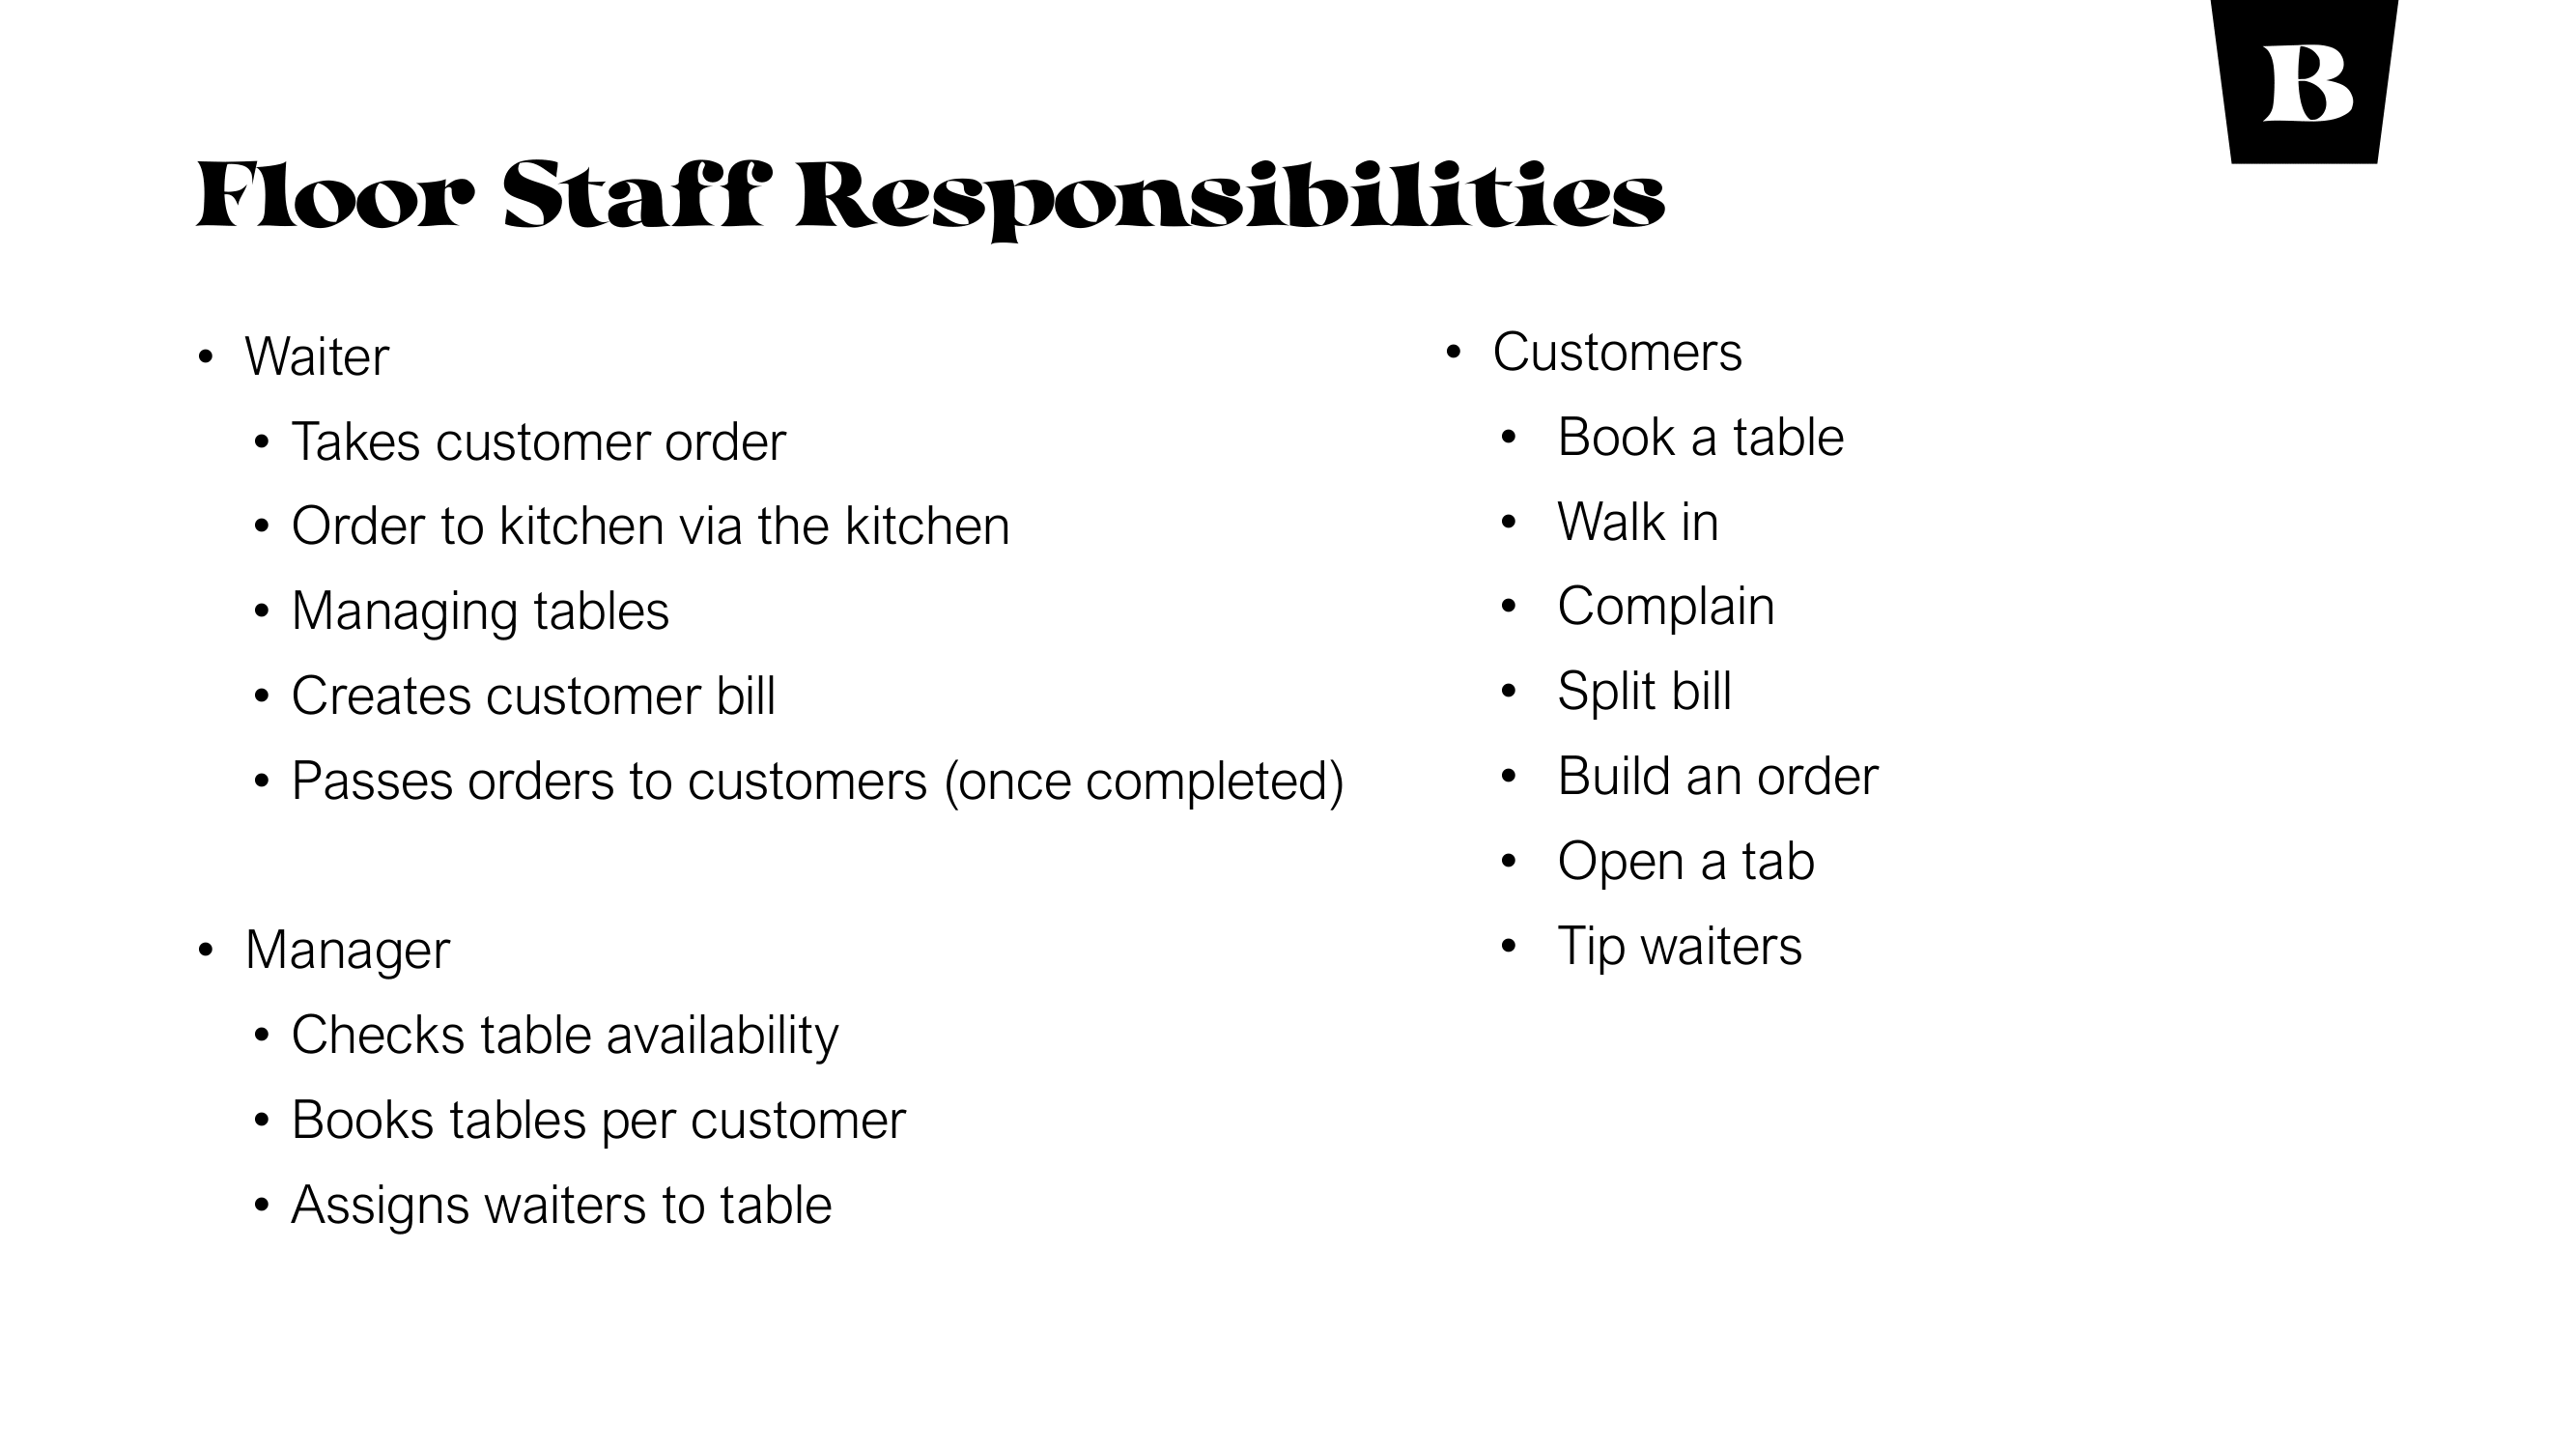 B
Floor Staff Responsibilities
• Waiter
• Takes customer order
• Order to kitchen via the kitchen
• Managing tables
• Creates customer bill
• Passes orders to customers (once completed)
• Manager
• Checks table availability
• Books tables per customer
• Assigns waiters to table
• Customers
• Book a table
• Walk in
• Complain
• Split bill
• Build an order
• Open a tab
• Tip waiters